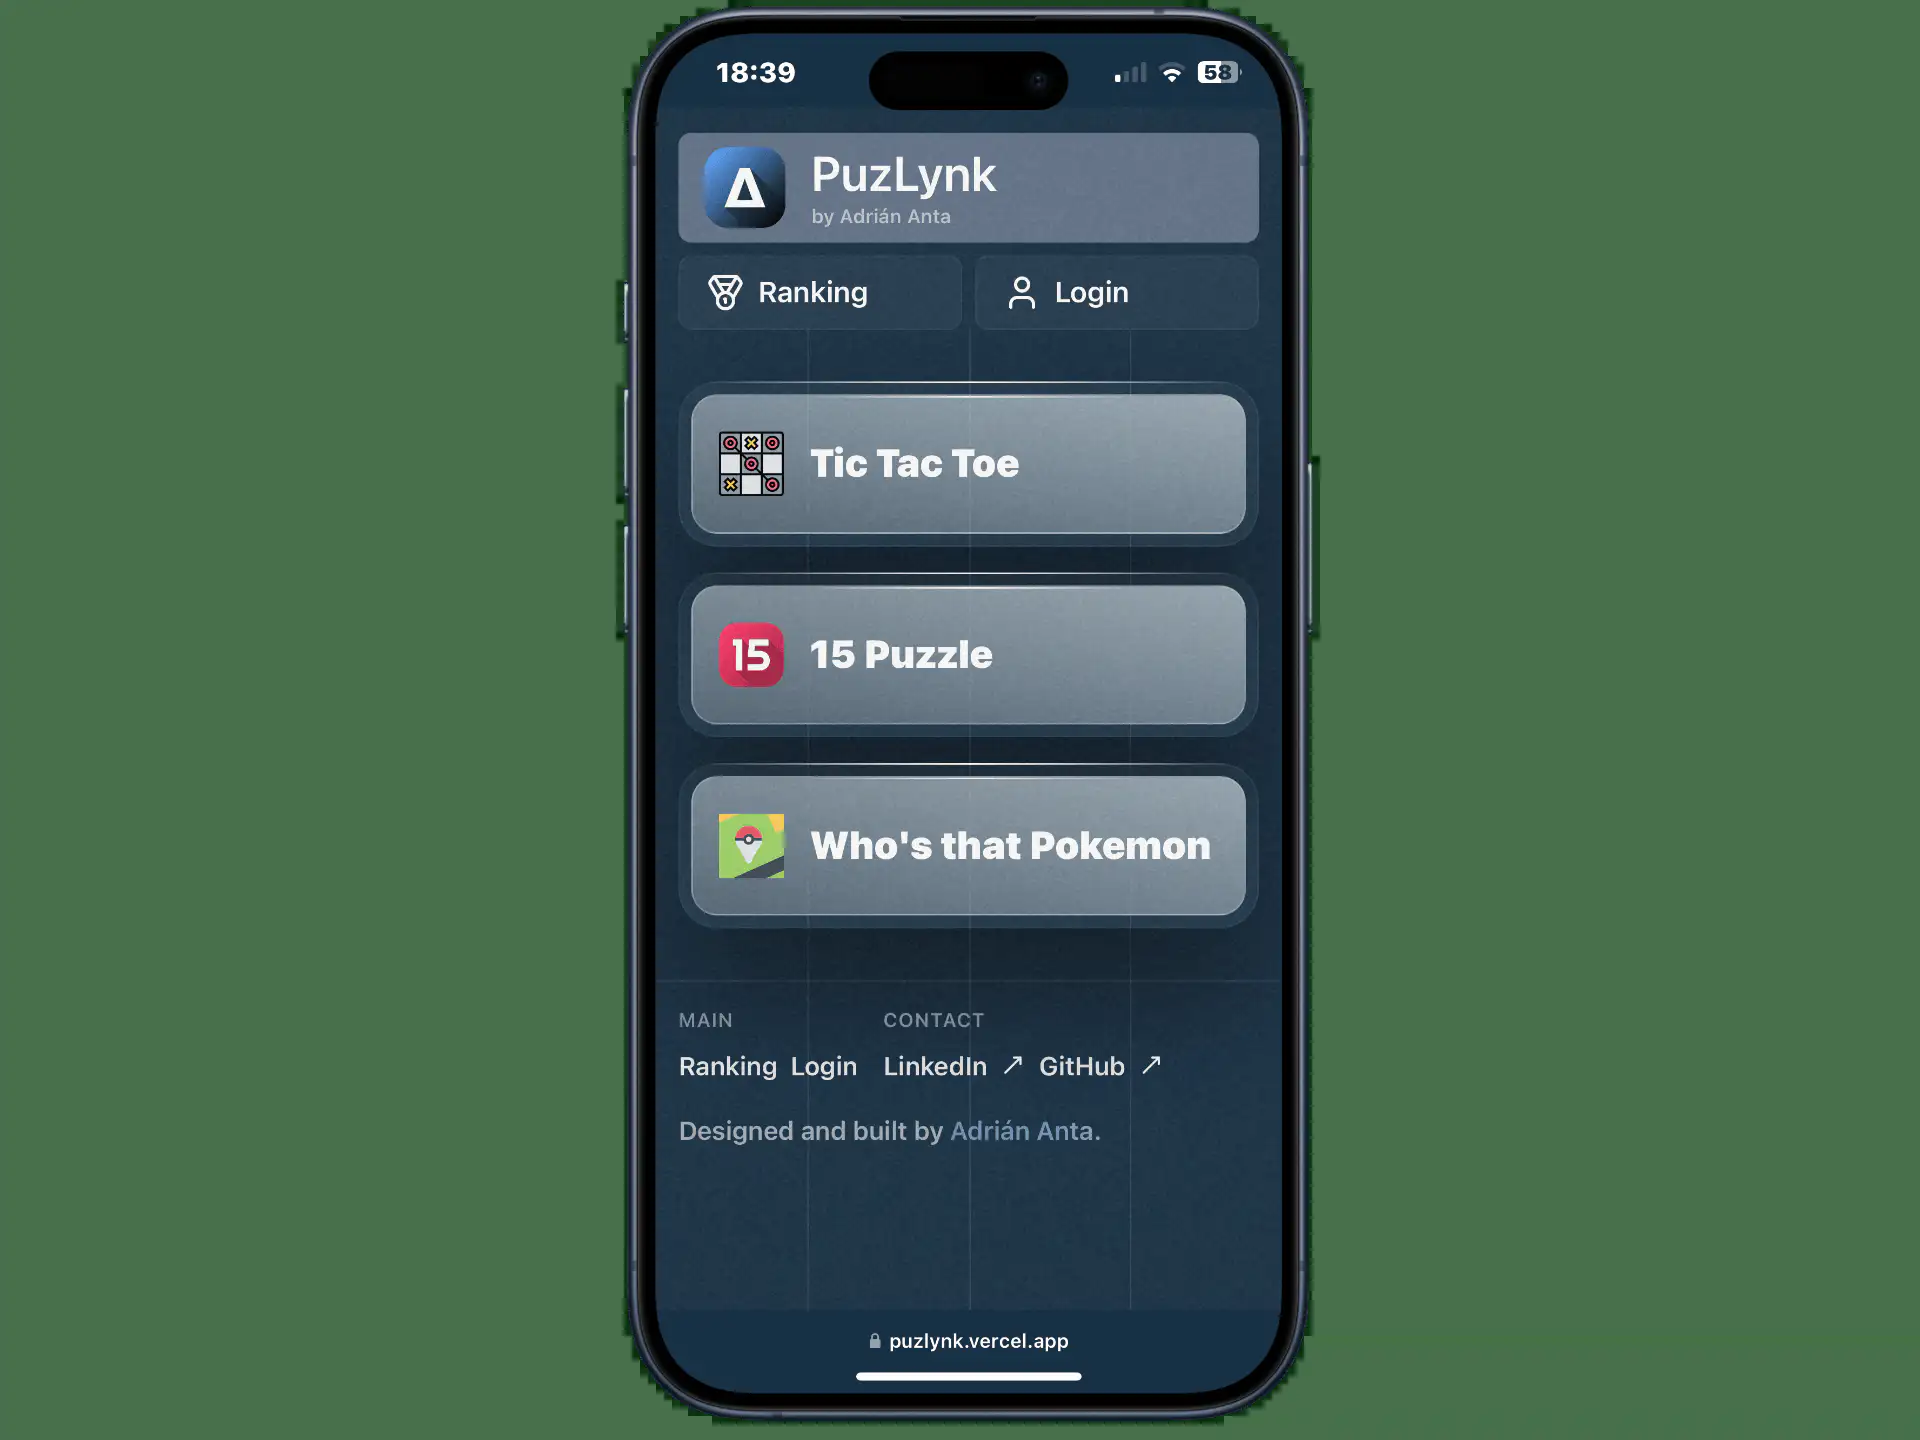 18:39
58
PuzLynk
by Adrián Anta
Ranking
Login
Tic Tac Toe
15
15 Puzzle
Who's that Pokemon
MAIN
CONTACT
Ranking Login LinkedIn ↗ GitHub ↗
Designed and built by Adrián Anta.
puzlynk.vercel.app